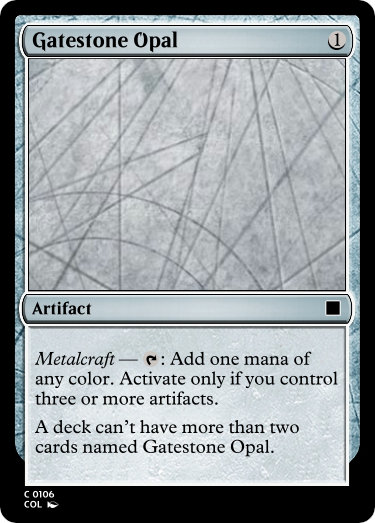 Gatestone Opal 1
Artifact
Metalcraft — : Add one mana of
any color. Activate only if you control
three or more artifacts.
A deck can't have more than two
cards named Gatestone Opal.
C 0106
COL